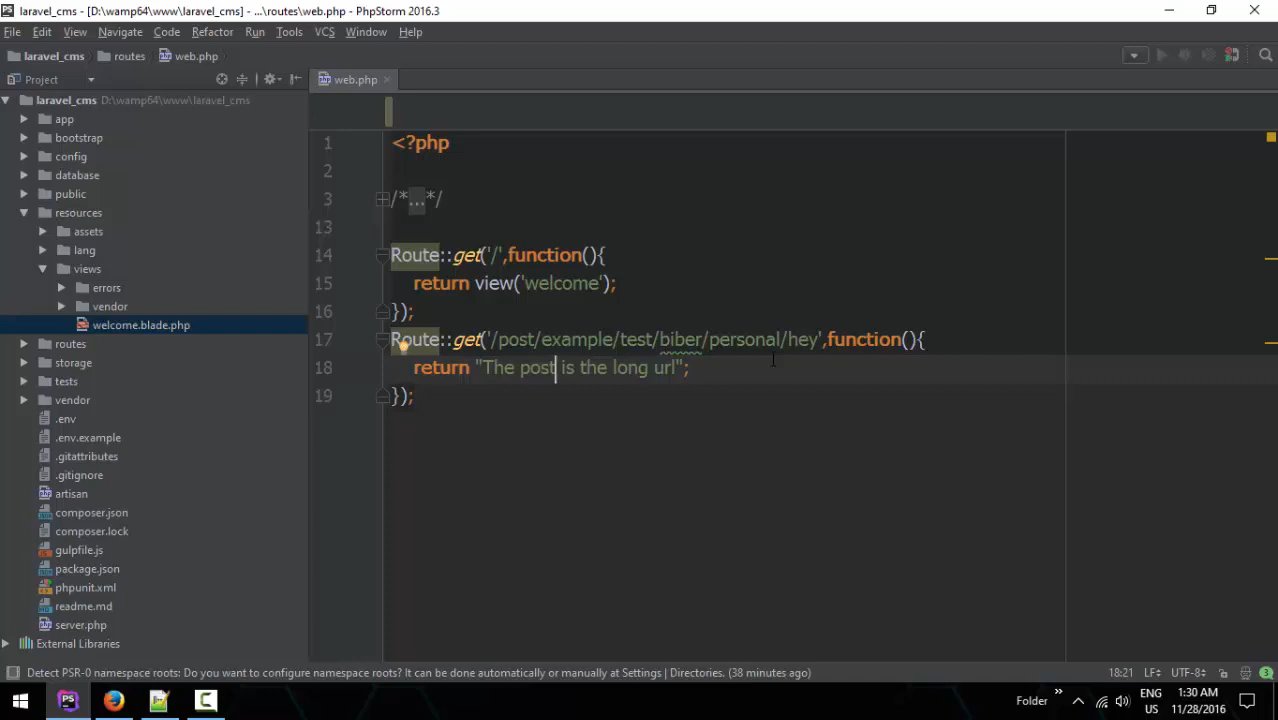 laravel_cms - [D:\wamp64\www\laravel_cms] - ...\routes\web.php - PhpStorm 2016.3
File Edit View Navigate Code Refactor Run Tools VCS Window Help
laravel_cms routes web.php
Project
web.php
laravel_cms D:\wamp64\www\laravel_cms
app
bootstrap
config
database
public
resources
assets
lang
views
errors
vendor
welcome.blade.php
routes
storage
tests
vendor
.env
.env.example
.gitattributes
.gitignore
artisan
composer.json
composer.lock
gulpfile.js
package.json
phpunit.xml
readme.md
server.php
External Libraries
1 <?php
2
3 /*...*/
13
14 Route::get('/',function(){
15 return view('welcome');
16 });
17 Route::get('/post/example/test/biber/personal/hey',function(){
18 return "The post is the long url";
19 });
Detect PSR-0 namespace roots: Do you want to configure namespace roots? It can be done automatically or manually at Settings | Directories. (38 minutes ago)
18:21 LF÷ UTF-8÷ 3
Folder
ENG
US
1:30 AM
11/28/2016